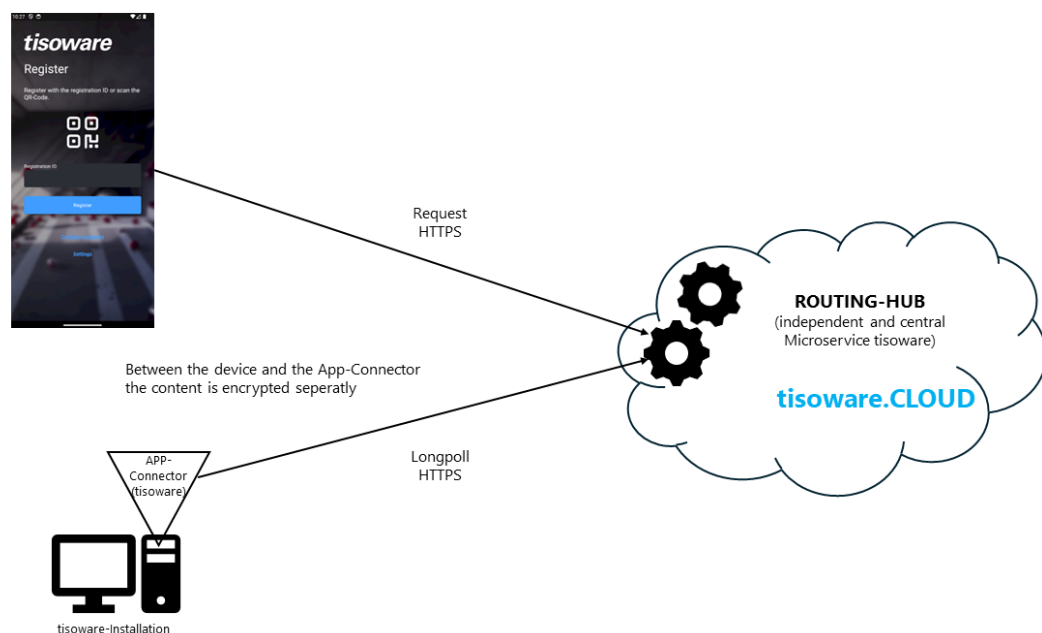 10:27
tisoware
Register
Register with the registration ID or scan the
QR-Code.
Registration ID
Register
Settings
Request
HTTPS
ROUTING-HUB
(independent and central
Microservice tisoware)
tisoware.CLOUD
Between the device and the App-Connector
the content is encrypted seperatly
Longpoll
HTTPS
APP-
Connector
(tisoware)
tisoware-Installation